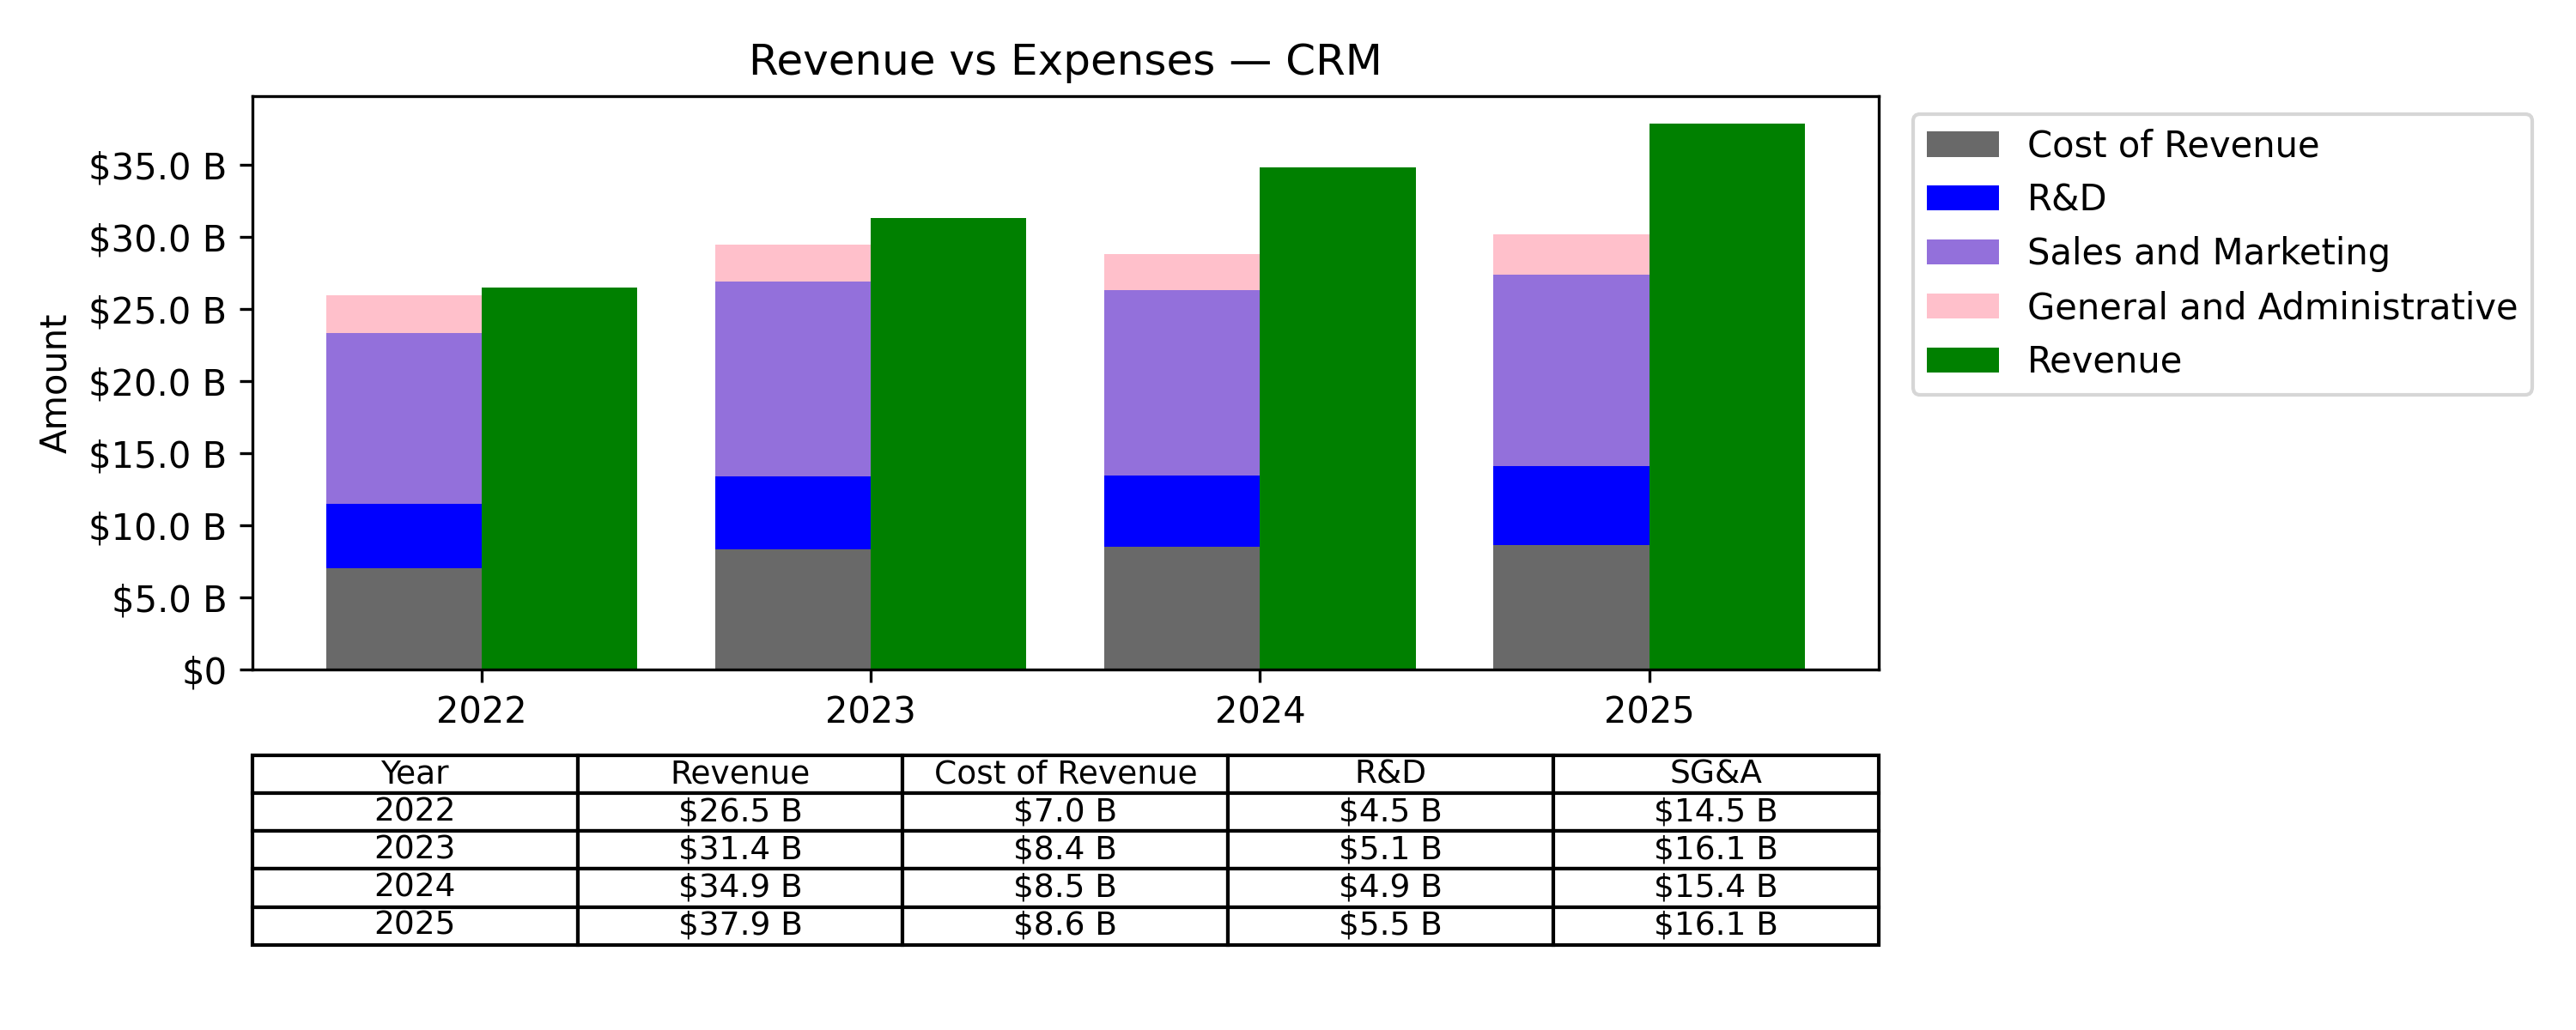 Revenue vs Expenses — CRM
Amount
$35.0 B
$30.0 B
$25.0 B
$20.0 B
$15.0 B
$10.0 B
$5.0 B
$0
2022 2023 2024 2025
Cost of Revenue
R&D
Sales and Marketing
General and Administrative
Revenue
Year Revenue Cost of Revenue R&D SG&A
2022 $26.5 B $7.0 B $4.5 B $14.5 B
2023 $31.4 B $8.4 B $5.1 B $16.1 B
2024 $34.9 B $8.5 B $4.9 B $15.4 B
2025 $37.9 B $8.6 B $5.5 B $16.1 B